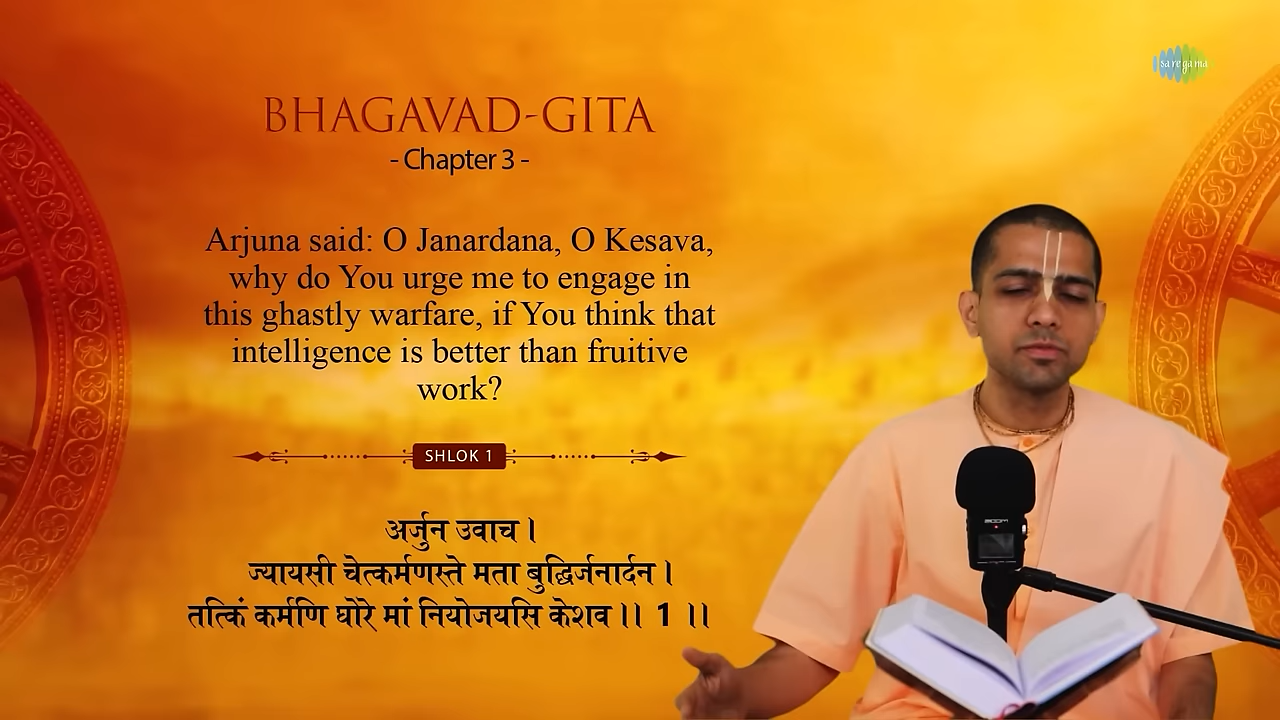 saregama
BHAGAVAD-GITA
- Chapter 3 -
Arjuna said: O Janardana, O Kesava,
why do You urge me to engage in
this ghastly warfare, if You think that
intelligence is better than fruitive
work?
SHLOK 1
अर्जुन उवाच ।
ज्यायसी चेत्कर्मणस्ते मता बुद्धिर्जनार्दन ।
तत्किं कर्मणि घोरे मां नियोजयसि केशव ।। 1 ।।
zoom